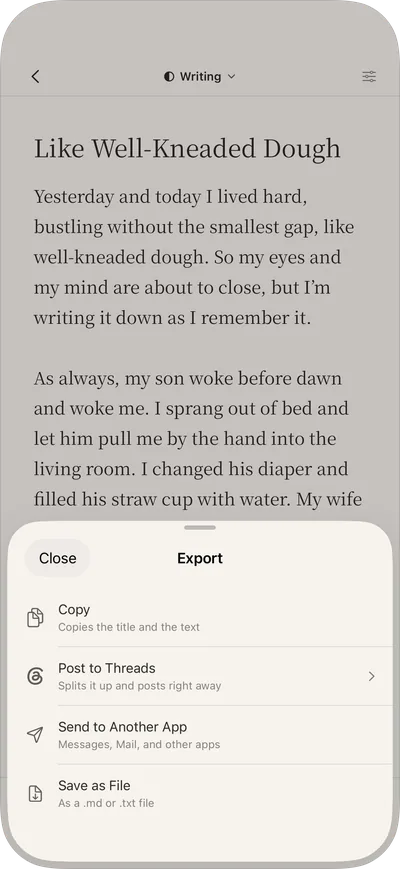 Writing
Like Well-Kneaded Dough
Yesterday and today I lived hard,
bustling without the smallest gap, like
well-kneaded dough. So my eyes and
my mind are about to close, but I’m
writing it down as I remember it.
As always, my son woke before dawn
and woke me. I sprang out of bed and
let him pull me by the hand into the
living room. I changed his diaper and
filled his straw cup with water. My wife
Close
Export
Copy
Copies the title and the text
Post to Threads
Splits it up and posts right away
Send to Another App
Messages, Mail, and other apps
Save as File
As a .md or .txt file